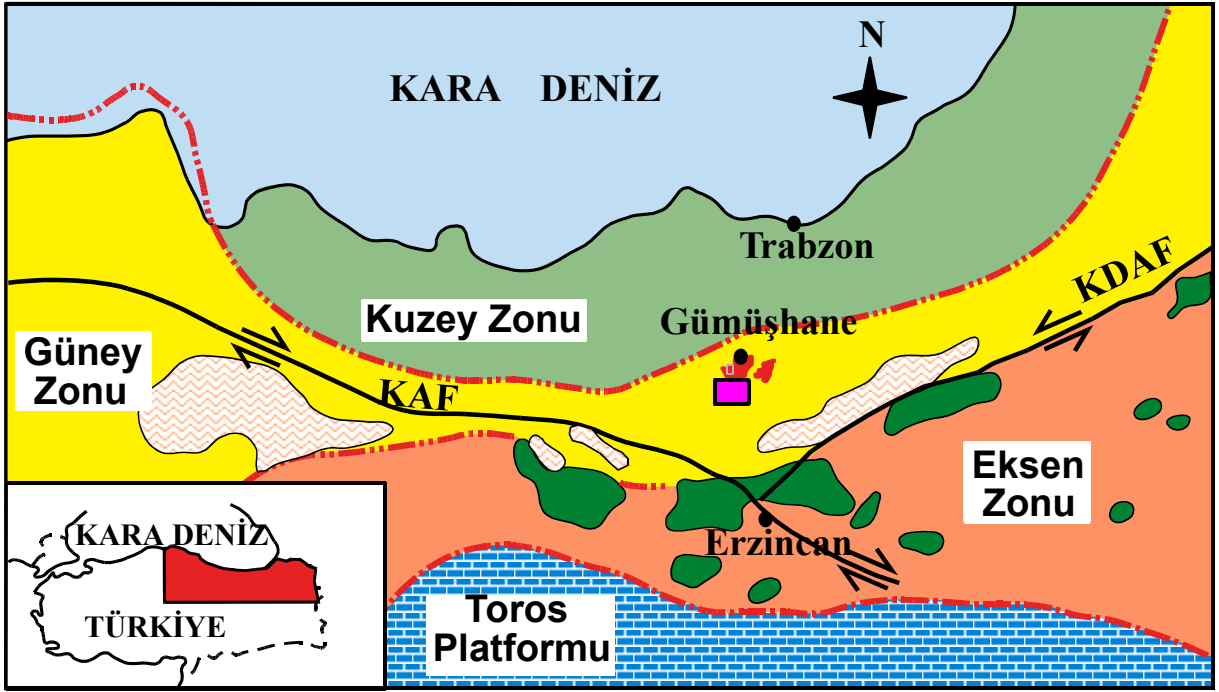 N
KARA DENİZ
Trabzon
KDAF
Kuzey Zonu
Gümüşhane
Güney
Zonu
KAF
Eksen
Zonu
Erzincan
KARA DENİZ
TÜRKİYE
Toros
Platformu